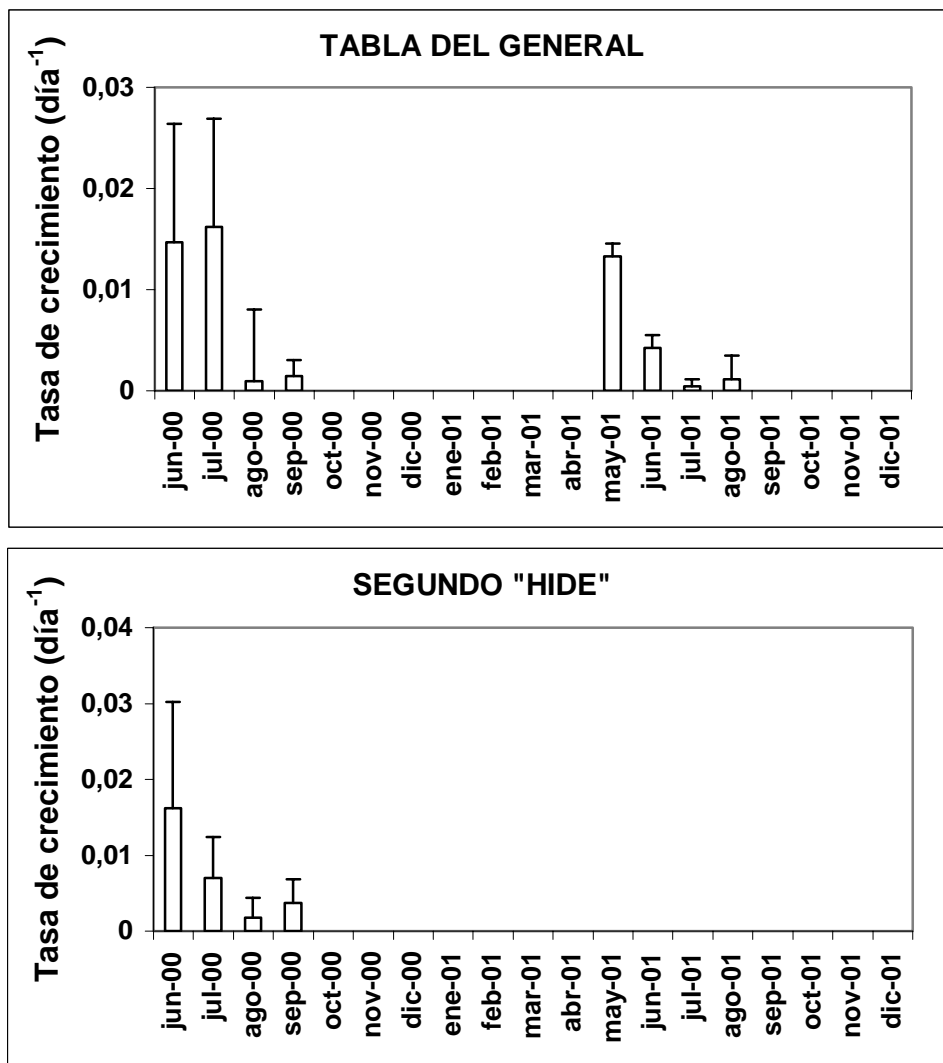 TABLA DEL GENERAL
Tasa de crecimiento (día⁻¹)
0,03
0,02
0,01
0
jun-00
jul-00
ago-00
sep-00
oct-00
nov-00
dic-00
ene-01
feb-01
mar-01
abr-01
may-01
jun-01
jul-01
ago-01
sep-01
oct-01
nov-01
dic-01
SEGUNDO "HIDE"
Tasa de crecimiento (día⁻¹)
0,04
0,03
0,02
0,01
0
jun-00
jul-00
ago-00
sep-00
oct-00
nov-00
dic-00
ene-01
feb-01
mar-01
abr-01
may-01
jun-01
jul-01
ago-01
sep-01
oct-01
nov-01
dic-01